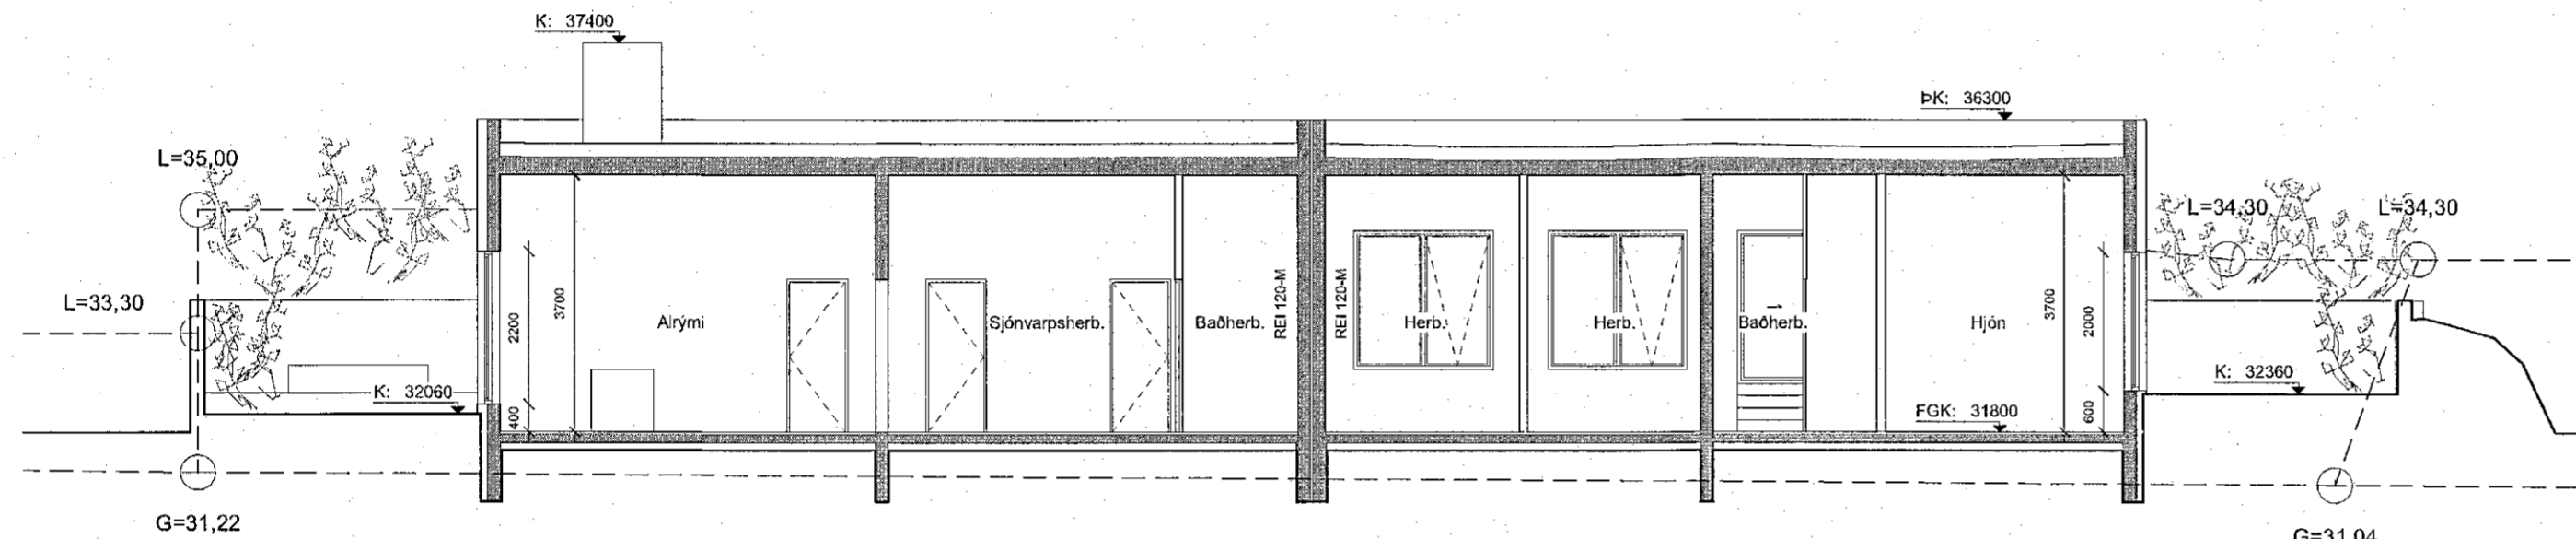 K: 37400
ÞK: 36300
L=35,00
L=34,30
L=34,30
L=33,30
2200
3700
Alrými
Sjónvarpsherb.
Baðherb.
REI 120-M
REI 120-M
Herb.
Herb.
Baðherb.
Hjón
3700
2000
K: 32060
K: 32360
400
FGK: 31800
600
G=31,22
G=31,04